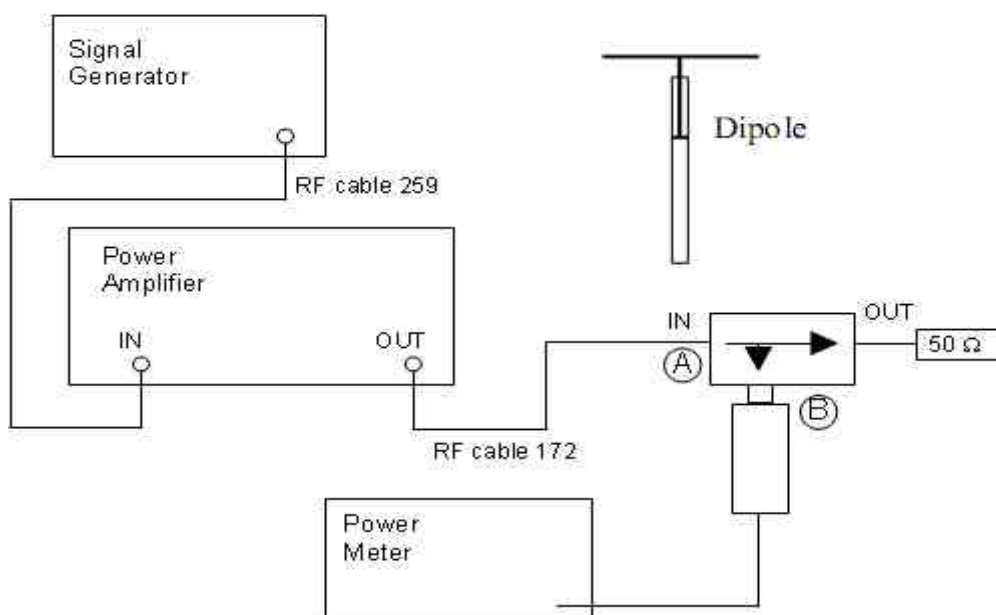 Signal
Generator
RF cable 259
Dipole
Power
Amplifier
IN
OUT
RF cable 172
IN
OUT
A
50 Ω
B
Power
Meter